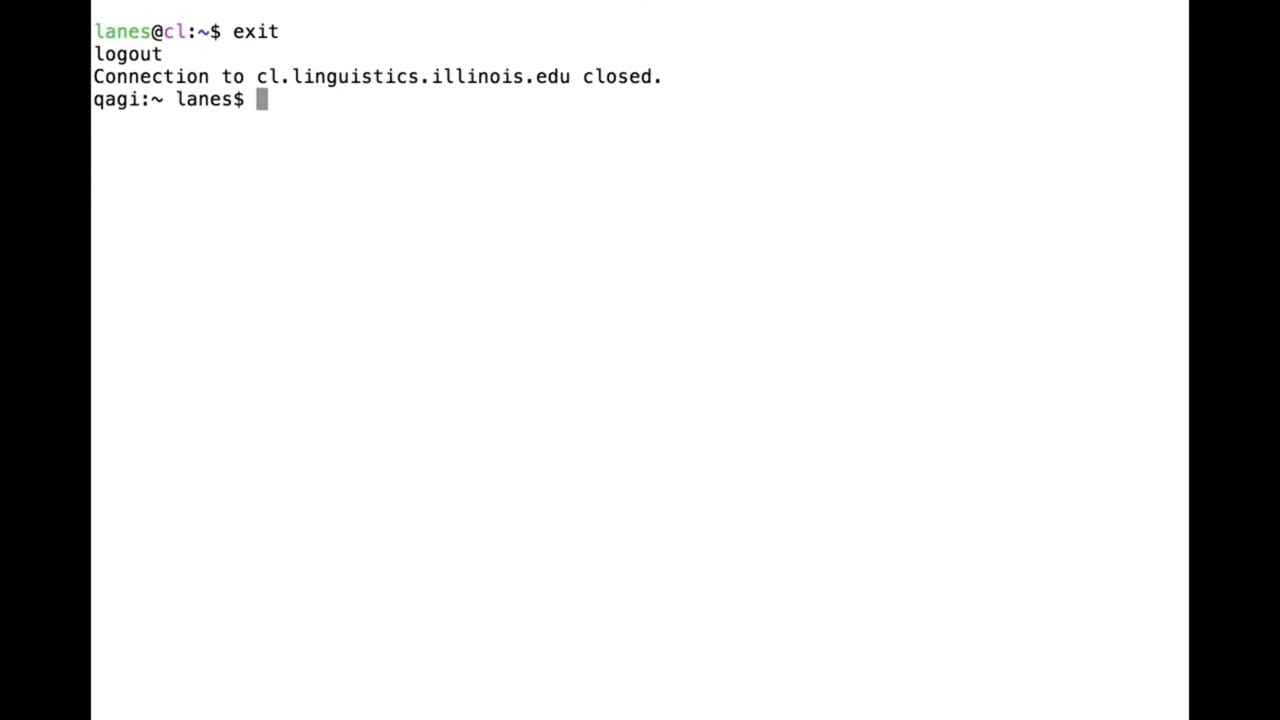 lanes@cl:~$ exit
logout
Connection to cl.linguistics.illinois.edu closed.
qagi:~ lanes$